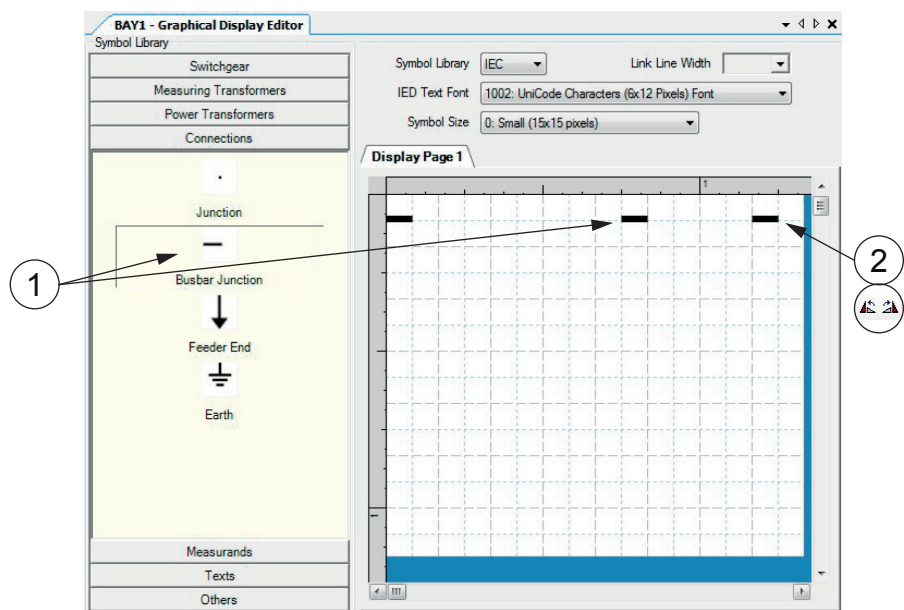 BAY1 - Graphical Display Editor
Symbol Library
Switchgear
Measuring Transformers
Power Transformers
Connections
Junction
Busbar Junction
Feeder End
Earth
Measurands
Texts
Others
Symbol Library IEC Link Line Width
IED Text Font 1002: UniCode Characters (6x12 Pixels) Font
Symbol Size 0: Small (15x15 pixels)
Display Page 1
1
1
1
2